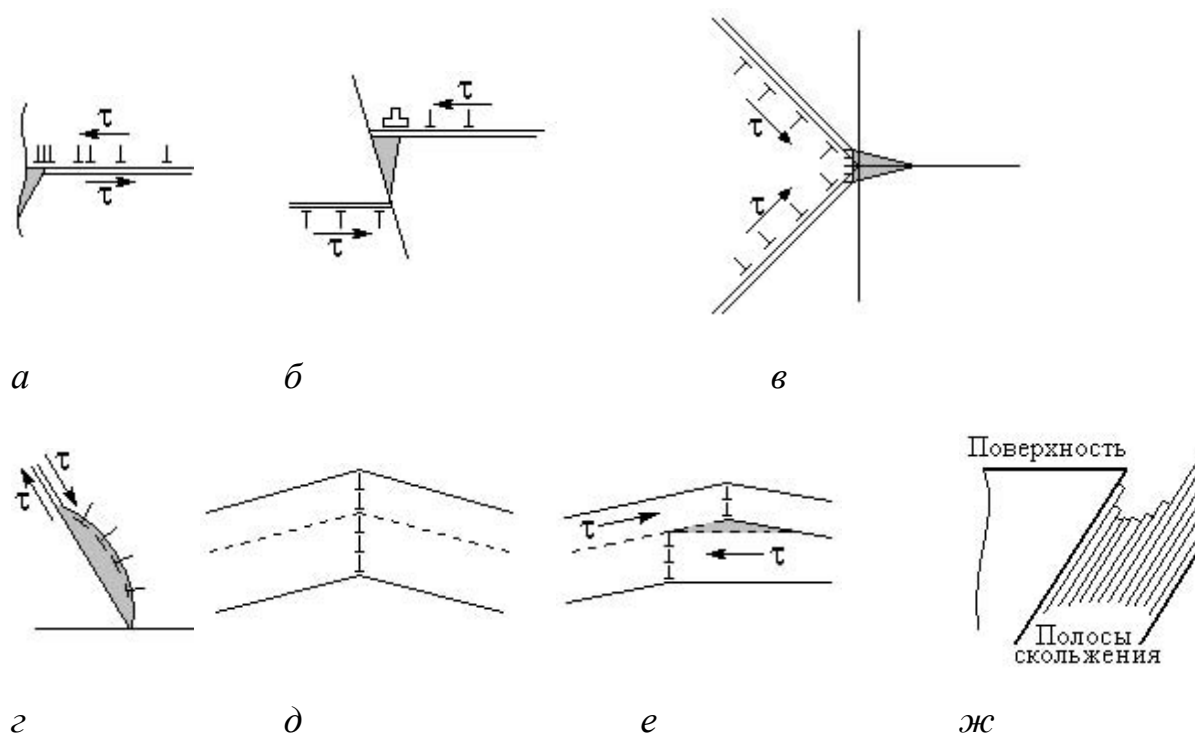 τ
τ
τ
τ
τ
τ
а
б
в
τ
τ
Поверхность
τ
τ
Полосы
скольжения
г
д
е
ж